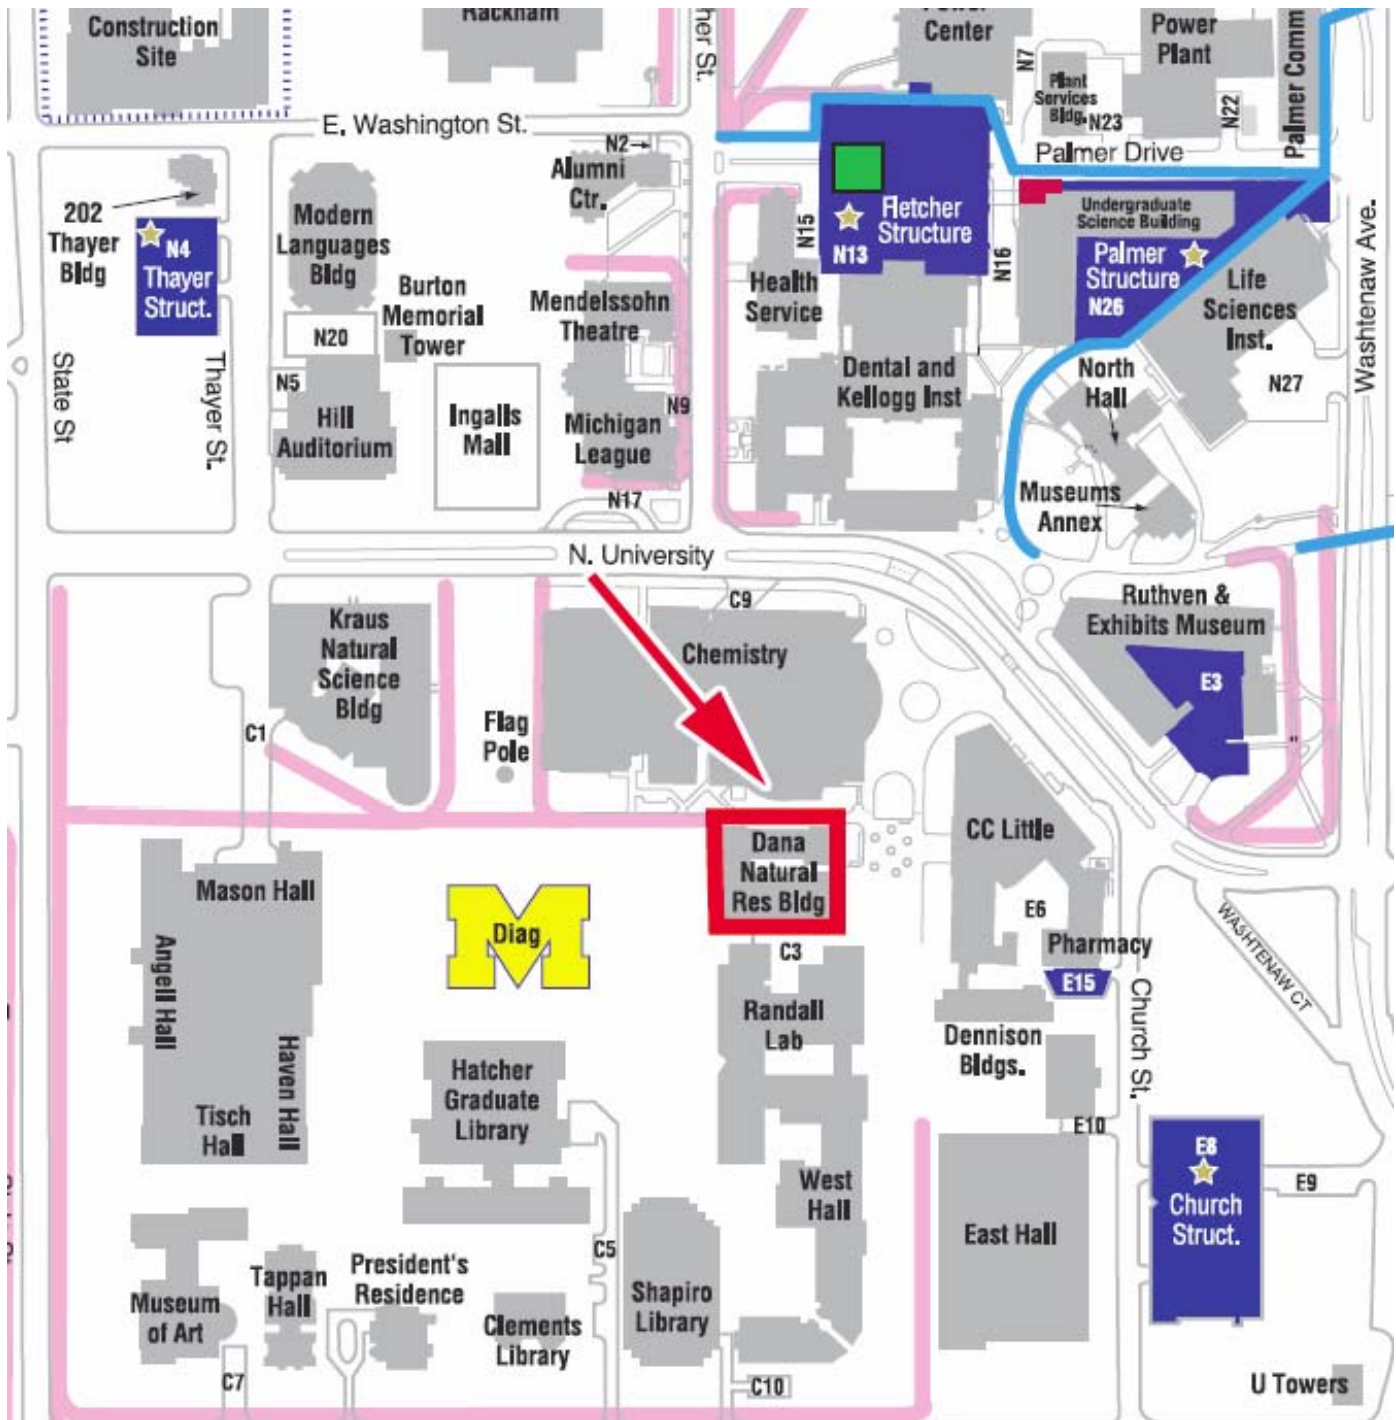 Construction
Site
Rackham
her St.
Power
Center
N7
Power
Plant
Plant
Services
Bldg.
N23
N22
Palmer Comm
E. Washington St.
N2
Alumni
Ctr.
Palmer Drive
202
Thayer
Bldg
N4
Thayer
Struct.
Modern
Languages
Bldg
Burton
Memorial
Tower
Mendelssohn
Theatre
N15
N13
Fletcher
Structure
N16
Undergraduate
Science Building
Palmer
Structure
N26
Life
Sciences
Inst.
Washtenaw Ave.
Health
Service
State St
Thayer St.
N20
N5
Hill
Auditorium
Ingalls
Mall
N9
Michigan
League
N17
Dental and
Kellogg Inst
North
Hall
N27
Museums
Annex
N. University
C9
Kraus
Natural
Science
Bldg
Chemistry
Ruthven &
Exhibits Museum
E3
C1
Flag
Pole
Dana
Natural
Res Bldg
CC Little
E6
Pharmacy
E15
WASHTENAW CT
Mason Hall
Angell Hall
Diag
C3
Randall
Lab
Dennison
Bldgs.
Church St.
Haven Hall
Tisch
Hall
Hatcher
Graduate
Library
E10
E8
Church
Struct.
E9
West
Hall
East Hall
C5
Museum
of Art
Tappan
Hall
President's
Residence
Clements
Library
Shapiro
Library
C7
C10
U Towers